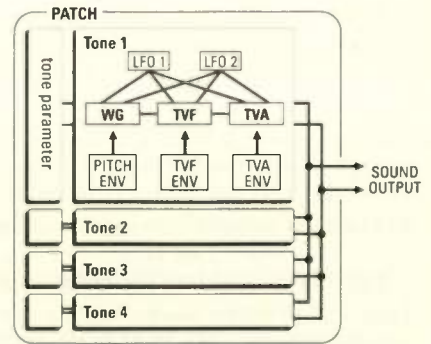 PATCH
Tone 1
tone parameter
LFO 1
LFO 2
WG
TVF
TVA
PITCH
ENV
TVF
ENV
TVA
ENV
SOUND
OUTPUT
Tone 2
Tone 3
Tone 4